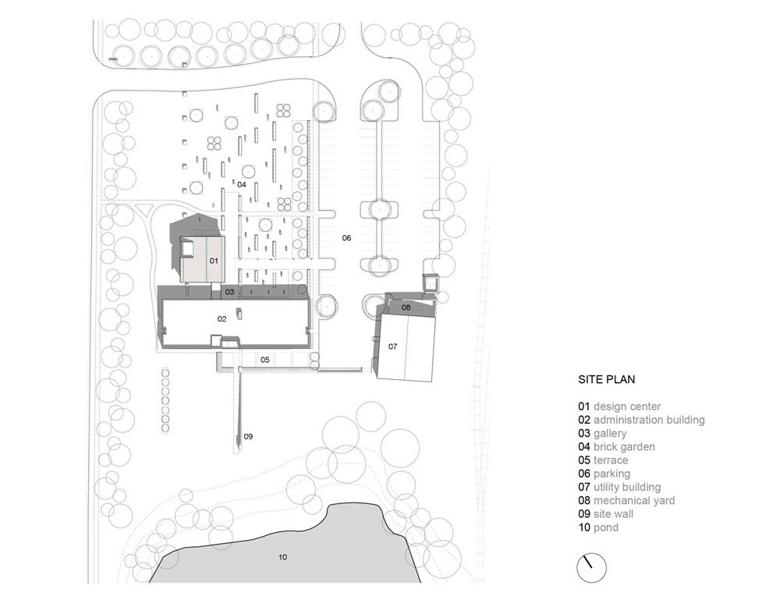 04
06
01
03
02
08
07
05
09
10
SITE PLAN
01 design center
02 administration building
03 gallery
04 brick garden
05 terrace
06 parking
07 utility building
08 mechanical yard
09 site wall
10 pond